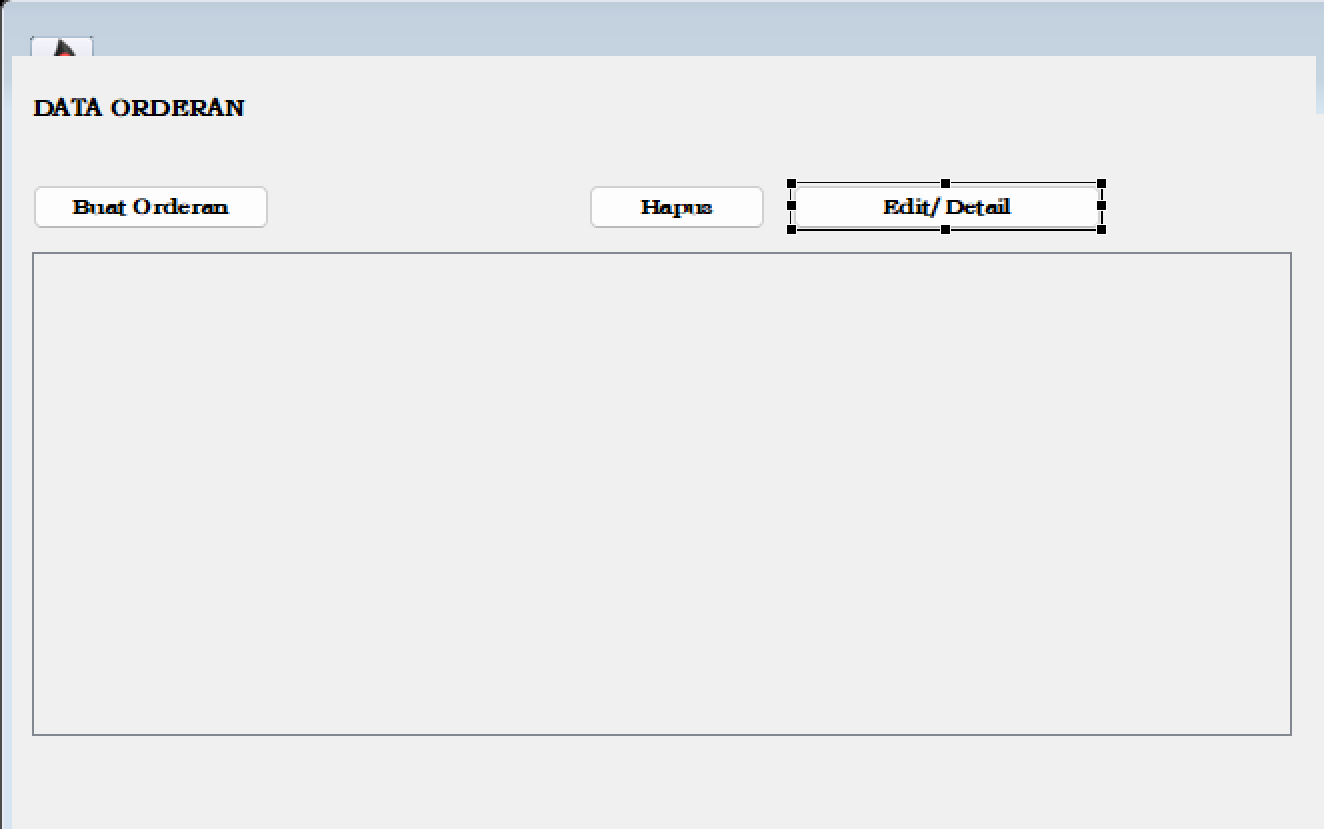 DATA ORDERAN
Buat Orderan
Hapus
Edit/ Detail